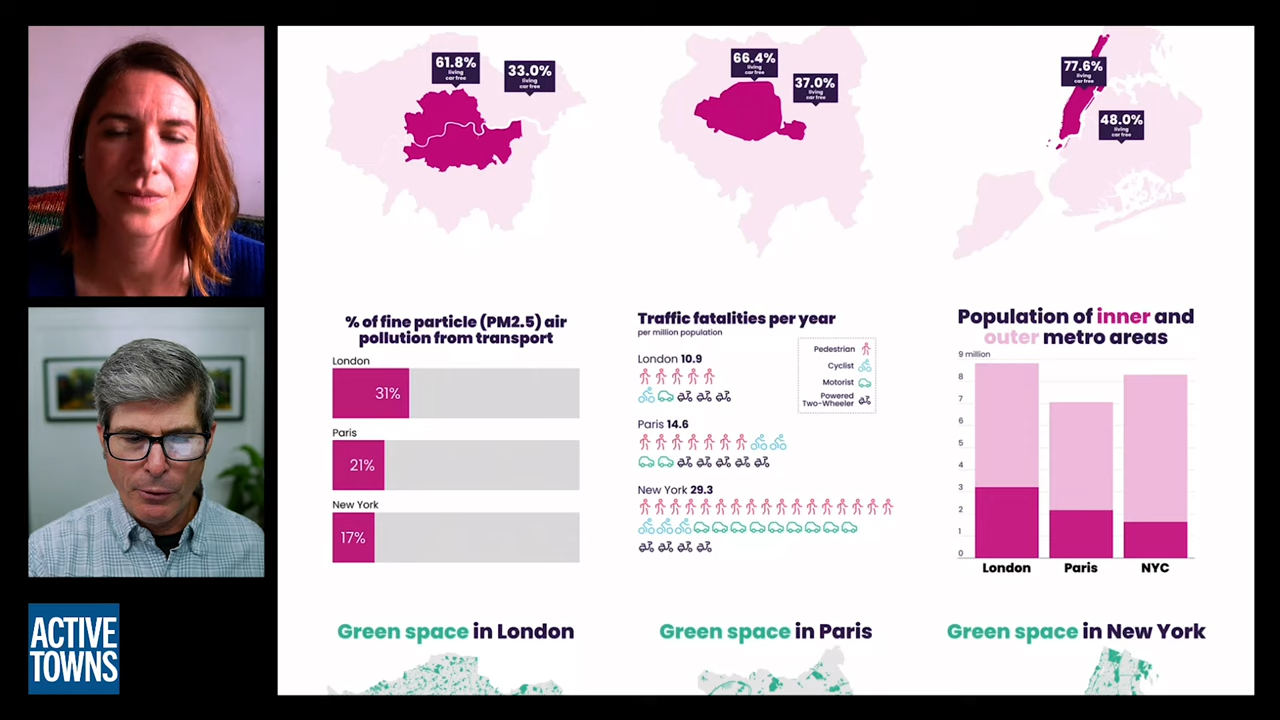 61.8%
living
car free
33.0%
living
car free
66.4%
living
car free
37.0%
living
car free
77.6%
living
car free
48.0%
living
car free
% of fine particle (PM2.5) air
pollution from transport
London
31%
Paris
21%
New York
17%
Traffic fatalities per year
per million population
Pedestrian
Cyclist
Motorist
Powered
Two-Wheeler
London 10.9
Paris 14.6
New York 29.3
Population of inner and
outer metro areas
9 million
8
7
6
5
4
3
2
1
0
London
Paris
NYC
Green space in London
Green space in Paris
Green space in New York
ACTIVE
TOWNS